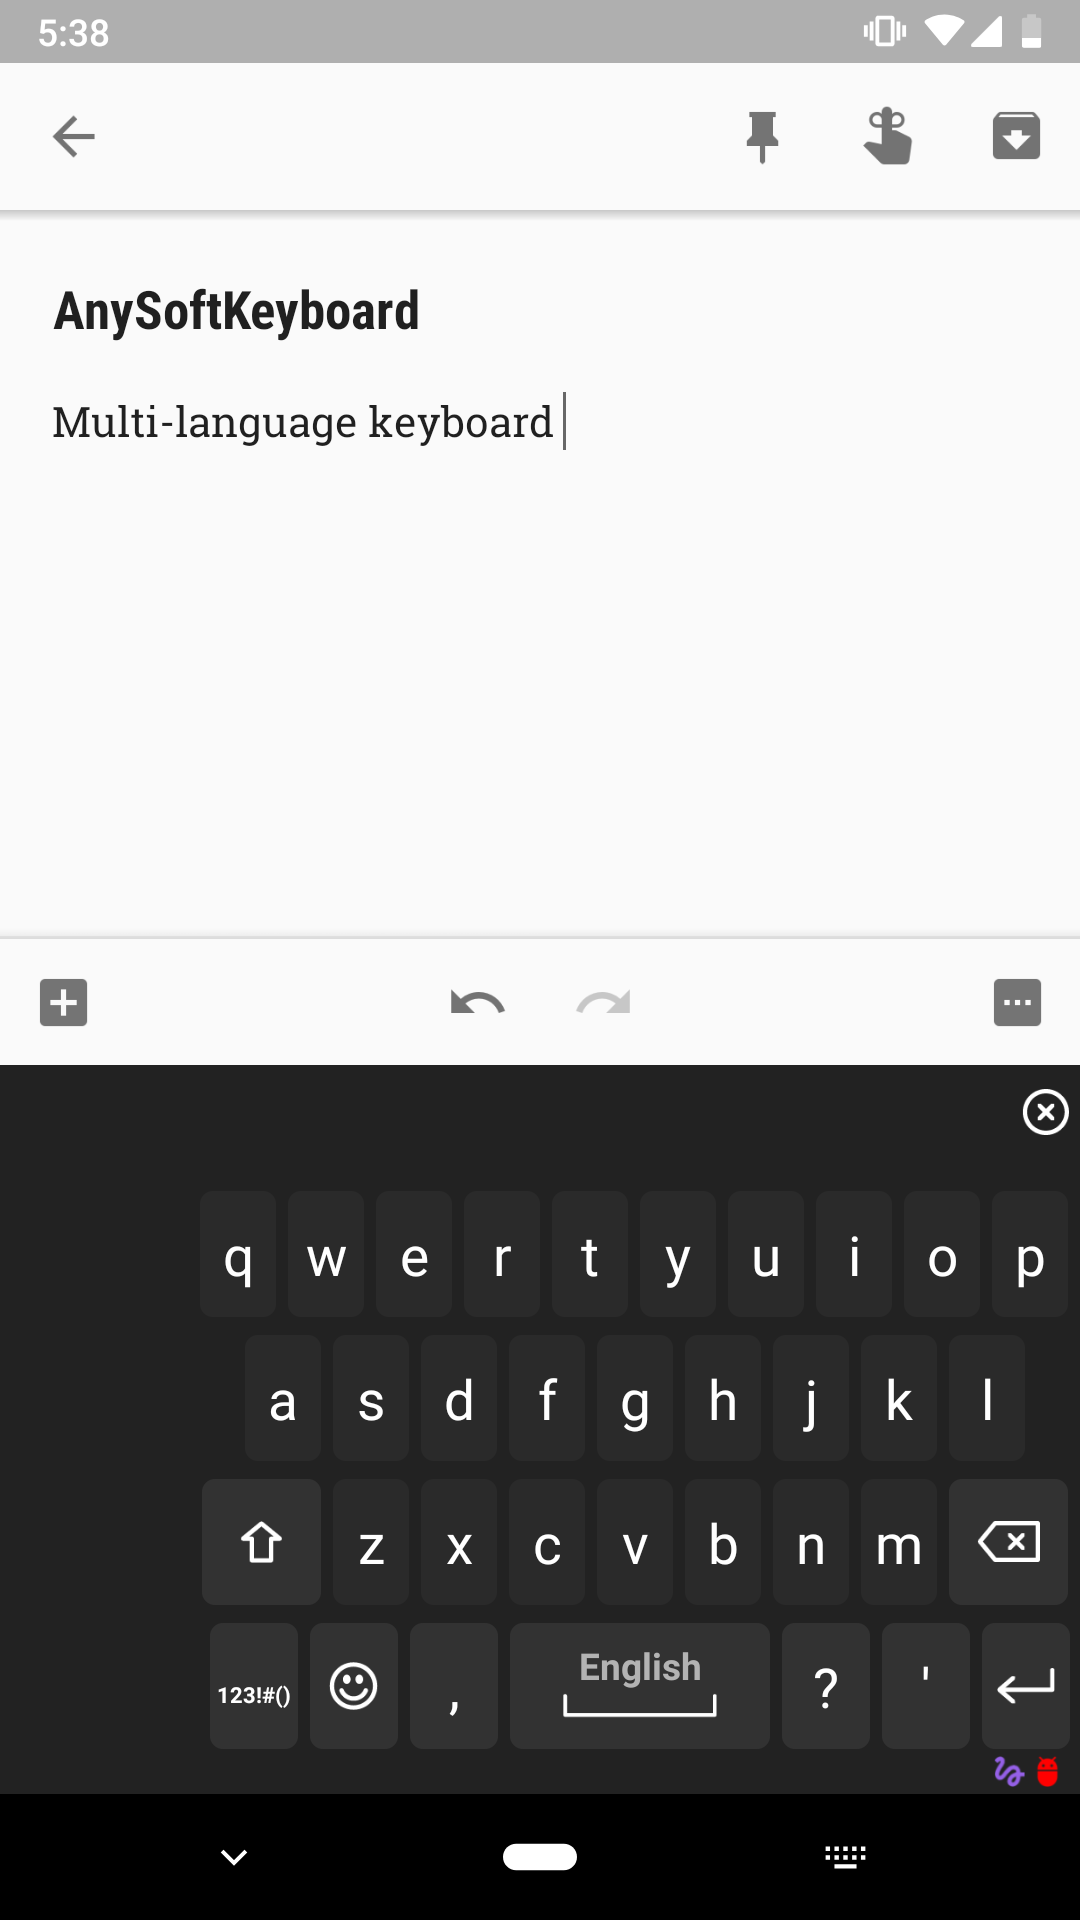 5:38
AnySoftKeyboard
Multi-language keyboard
q w e r t y u i o p
a s d f g h j k l
z x c v b n m
123!#() , English ? '